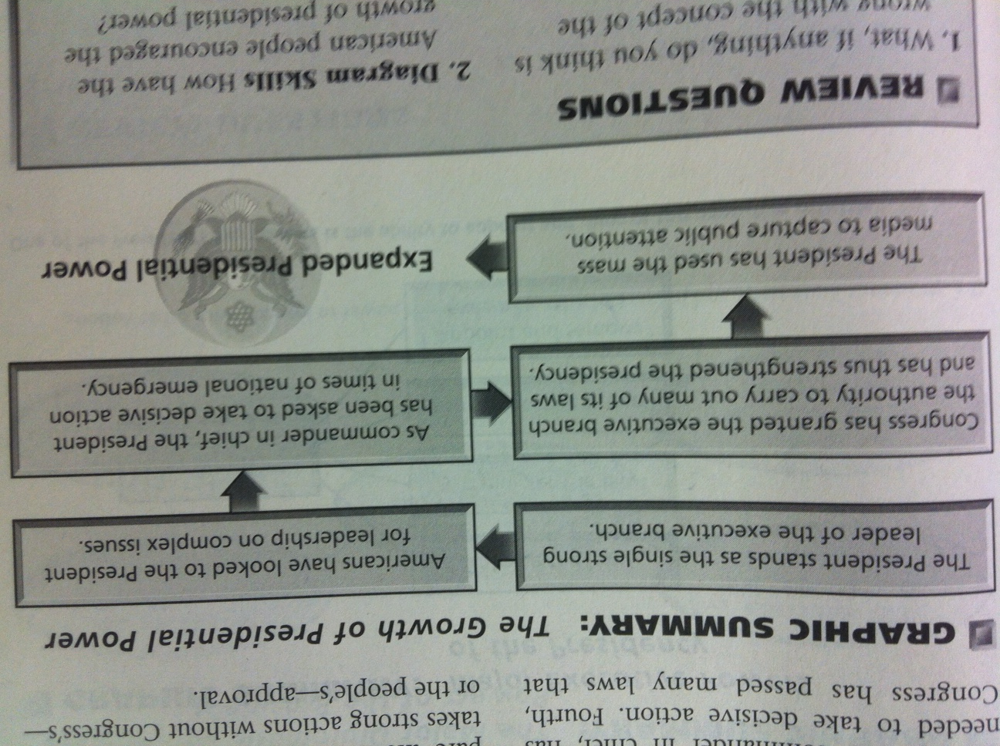 needed to take decisive action. Fourth,
Congress has passed many laws that
takes strong actions without Congress's—
or the people's—approval.
GRAPHIC SUMMARY: The Growth of Presidential Power
The President stands as the single strong
leader of the executive branch.
Americans have looked to the President
for leadership on complex issues.
As commander in chief, the President
has been asked to take decisive action
in times of national emergency.
Congress has granted the executive branch
the authority to carry out many of its laws
and has thus strengthened the presidency.
The President has used the mass
media to capture public attention.
Expanded Presidential Power
REVIEW QUESTIONS
1. What, if anything, do you think is
wrong with the concept of the
2. Diagram Skills How have the
American people encouraged the
growth of presidential power?